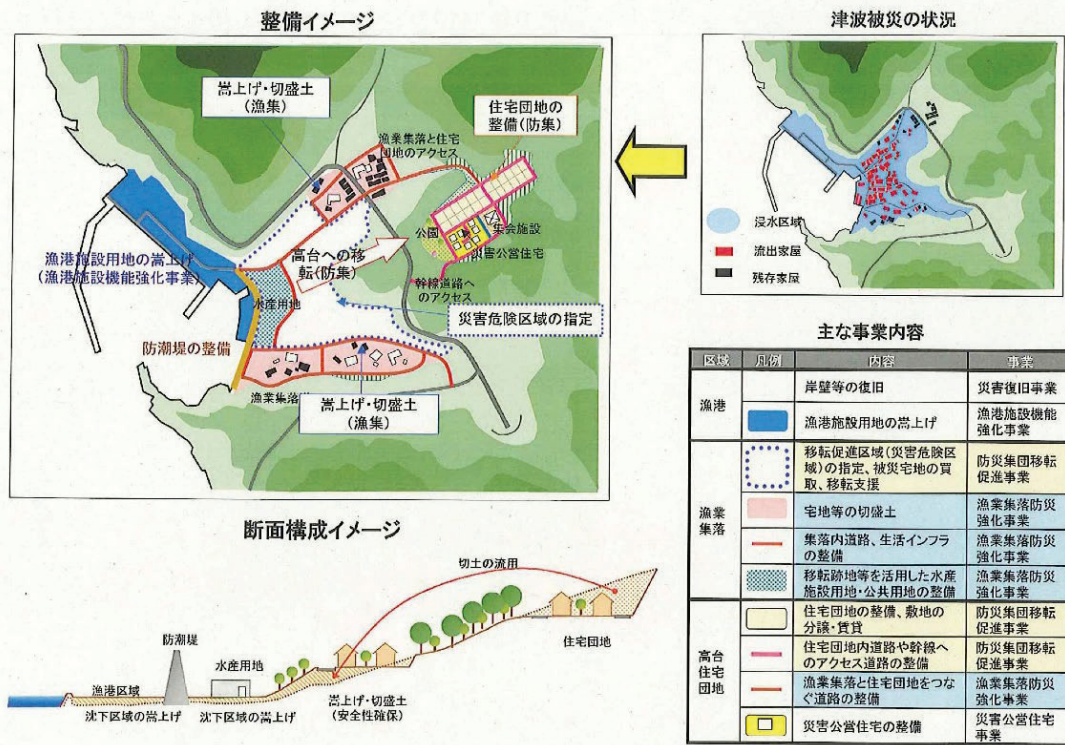 整備イメージ
嵩上げ・切盛土
(漁集)
漁業集落と住宅
団地のアクセス
住宅団地の
整備(防集)
公園
集会施設
災害公営住宅
高台への移
転(防集)
幹線道路へ
のアクセス
漁港施設用地の嵩上げ
(漁港施設機能強化事業)
水産用地
災害危険区域の指定
防潮堤の整備
漁業集落
嵩上げ・切盛土
(漁集)
津波被災の状況
浸水区域
流出家屋
残存家屋
断面構成イメージ
切土の流用
防潮堤
水産用地
漁港区域
沈下区域の嵩上げ
沈下区域の嵩上げ
嵩上げ・切盛土
(安全性確保)
住宅団地
主な事業内容
区域 凡例 内容 事業
漁港
岸壁等の復旧 災害復旧事業
漁港施設用地の嵩上げ 漁港施設機能
強化事業
漁業
集落
移転促進区域(災害危険区
域)の指定、被災宅地の買
取、移転支援
防災集団移転
促進事業
宅地等の切盛土 漁業集落防災
強化事業
集落内道路、生活インフラ
の整備
漁業集落防災
強化事業
移転跡地等を活用した水産
施設用地・公共用地の整備
漁業集落防災
強化事業
高台
住宅
団地
住宅団地の整備、敷地の
分譲・賃貸
防災集団移転
促進事業
住宅団地内道路や幹線へ
のアクセス道路の整備
防災集団移転
促進事業
漁業集落と住宅団地をつな
ぐ道路の整備
漁業集落防災
強化事業
災害公営住宅の整備 災害公営住宅
事業